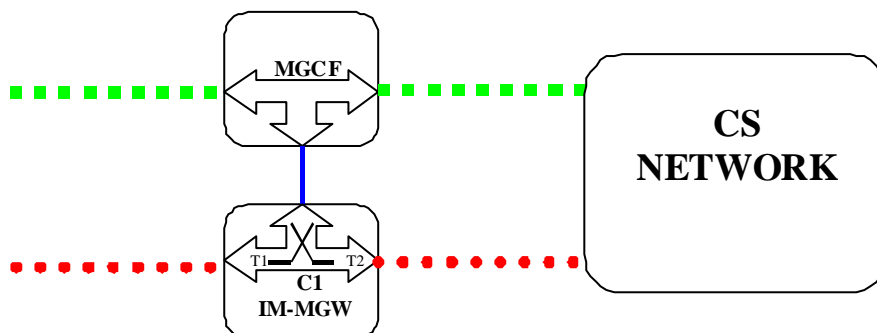 MGCF
CS
NETWORK
T1 T2
C1
IM-MGW